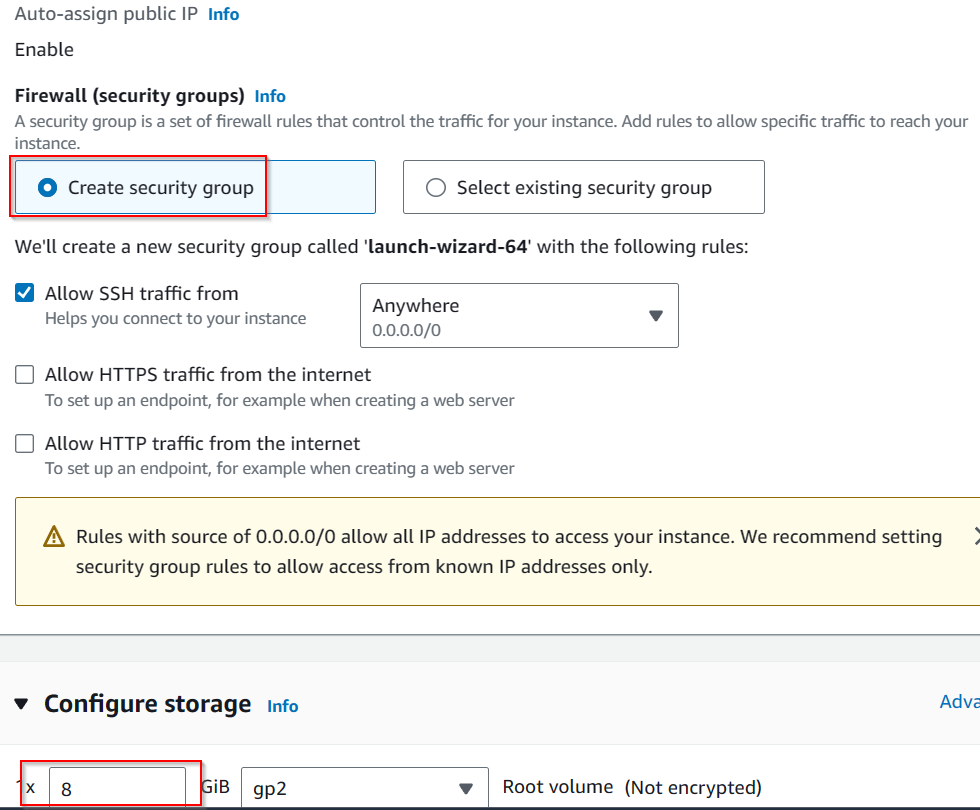 Auto-assign public IP Info
Enable
Firewall (security groups) Info
A security group is a set of firewall rules that control the traffic for your instance. Add rules to allow specific traffic to reach your
instance.
Create security group
Select existing security group
We'll create a new security group called 'launch-wizard-64' with the following rules:
Allow SSH traffic from
Helps you connect to your instance
Anywhere
0.0.0.0/0
Allow HTTPS traffic from the internet
To set up an endpoint, for example when creating a web server
Allow HTTP traffic from the internet
To set up an endpoint, for example when creating a web server
Rules with source of 0.0.0.0/0 allow all IP addresses to access your instance. We recommend setting
security group rules to allow access from known IP addresses only.
Configure storage Info
Adva
1x 8 GiB gp2 Root volume (Not encrypted)